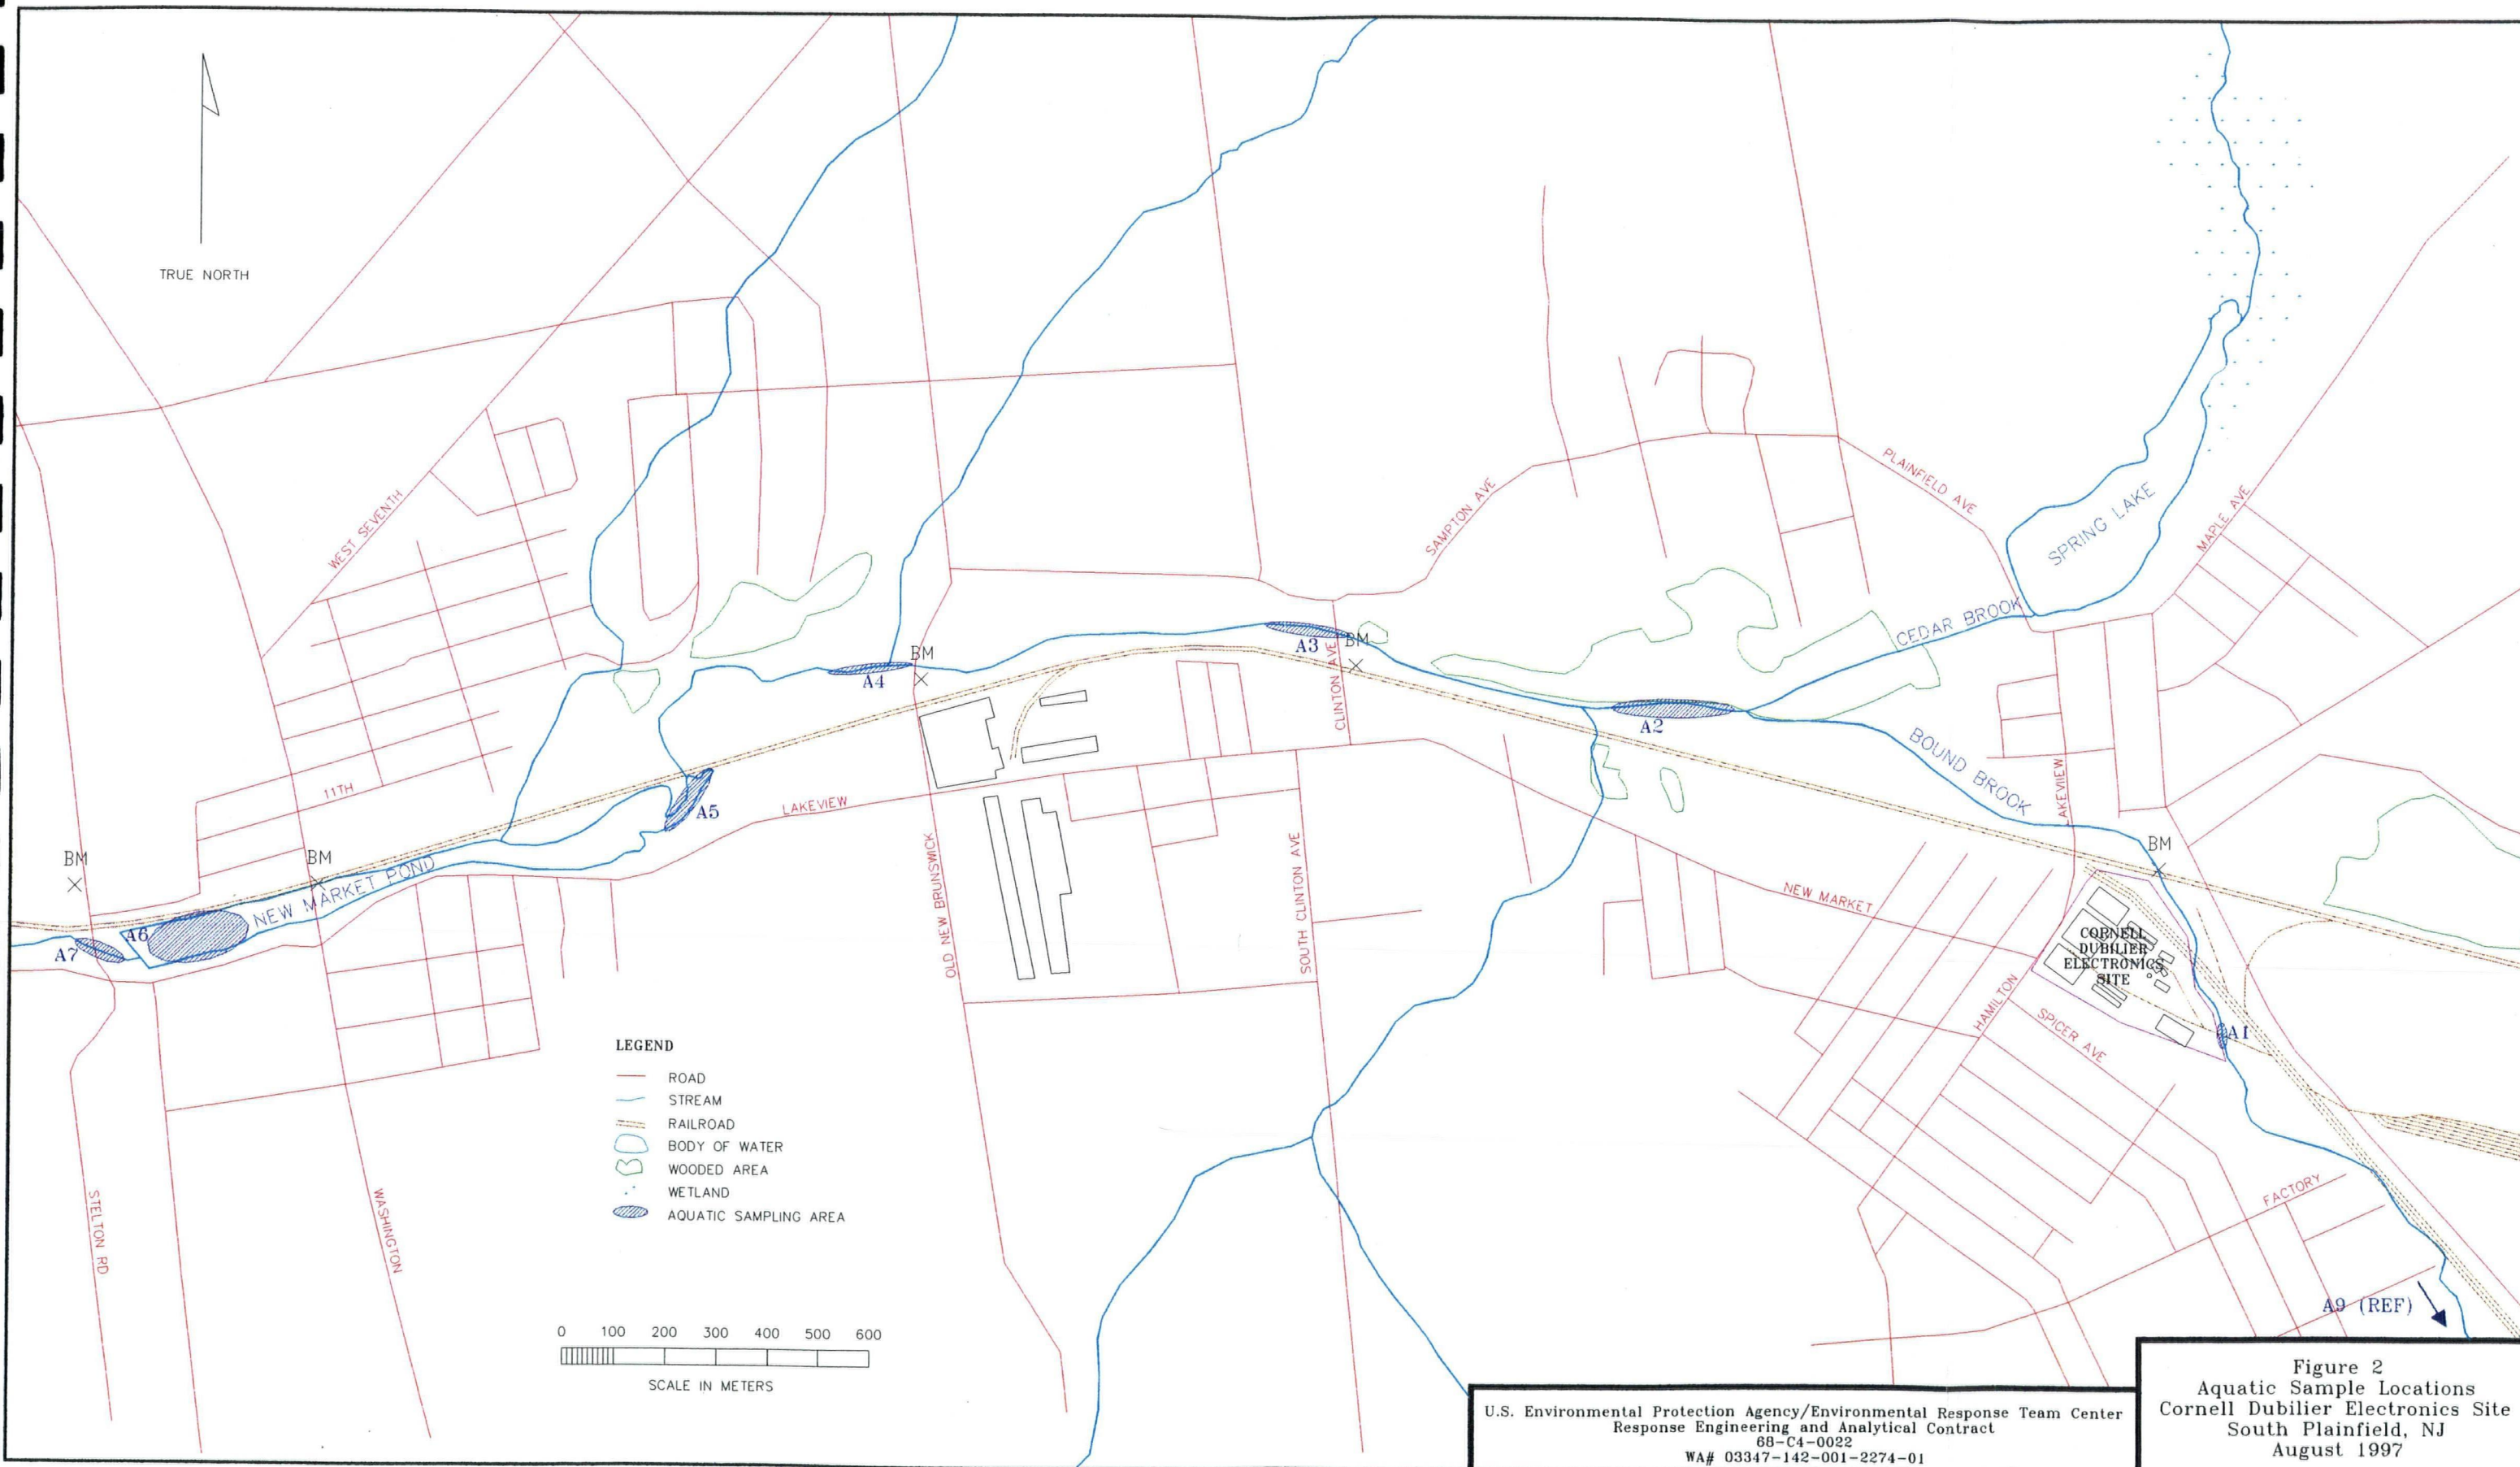 TRUE NORTH
WEST SEVENTH
SAMPTON AVE
PLAINFIELD AVE
SPRING LAKE
MAPLE AVE
CEDAR BROOK
A3
BM
BM
A4
CLINTON AVE
A2
BOUND BROOK
LAKEVIEW
11TH
A5
LAKEVIEW
BM
BM
BM
NEW MARKET POND
OLD NEW BRUNSWICK
SOUTH CLINTON AVE
NEW MARKET
A6
A7
CORNELL
DUBILIER
ELECTRONICS
SITE
HAMILTON
SPICER AVE
A1
LEGEND
ROAD
STREAM
RAILROAD
BODY OF WATER
WOODED AREA
WETLAND
AQUATIC SAMPLING AREA
STELTON RD
WASHINGTON
FACTORY
A9 (REF)
0 100 200 300 400 500 600
SCALE IN METERS
U.S. Environmental Protection Agency/Environmental Response Team Center
Response Engineering and Analytical Contract
68-C4-0022
WA# 03347-142-001-2274-01
Figure 2
Aquatic Sample Locations
Cornell Dubilier Electronics Site
South Plainfield, NJ
August 1997